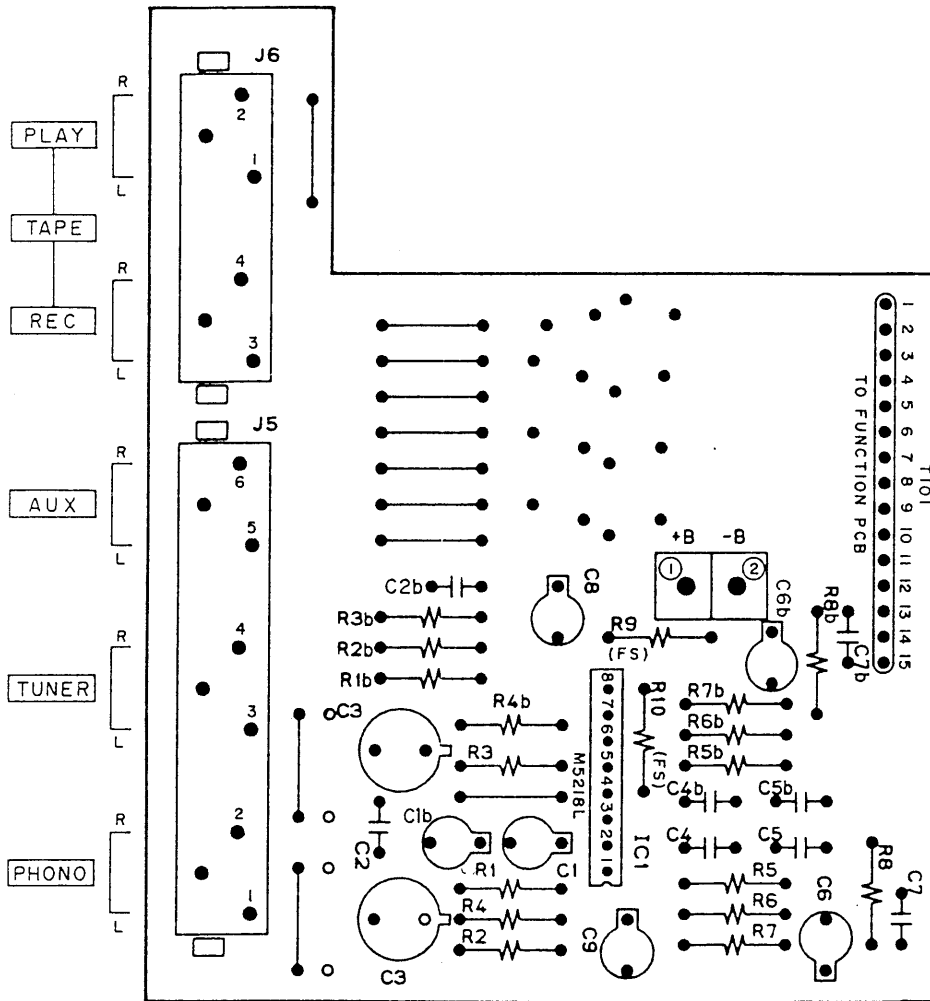 J6
R
2
PLAY
1
L
TAPE
4
R
REC
3
L
1
2
3
4
5
6
7
8
9
10
11
12
13
14
15
T101
TO FUNCTION PCB
J5
R
6
AUX
5
L
+B -B
1 2
C2b
C8
C6b
R8b
C7b
R3b
R9
(FS)
R2b
R1b
R
4
TUNER
3
L
C3
R4b
R3
8
7
6
5
4
3
2
1
M5218L
IC1
R10
(FS)
R7b
R6b
R5b
C4b C5b
C4 C5
R
2
PHONO
1
L
C1b
C2
R1
C1
R4
R2
C3
C9
R5
R6
R7
C6
R8
C7